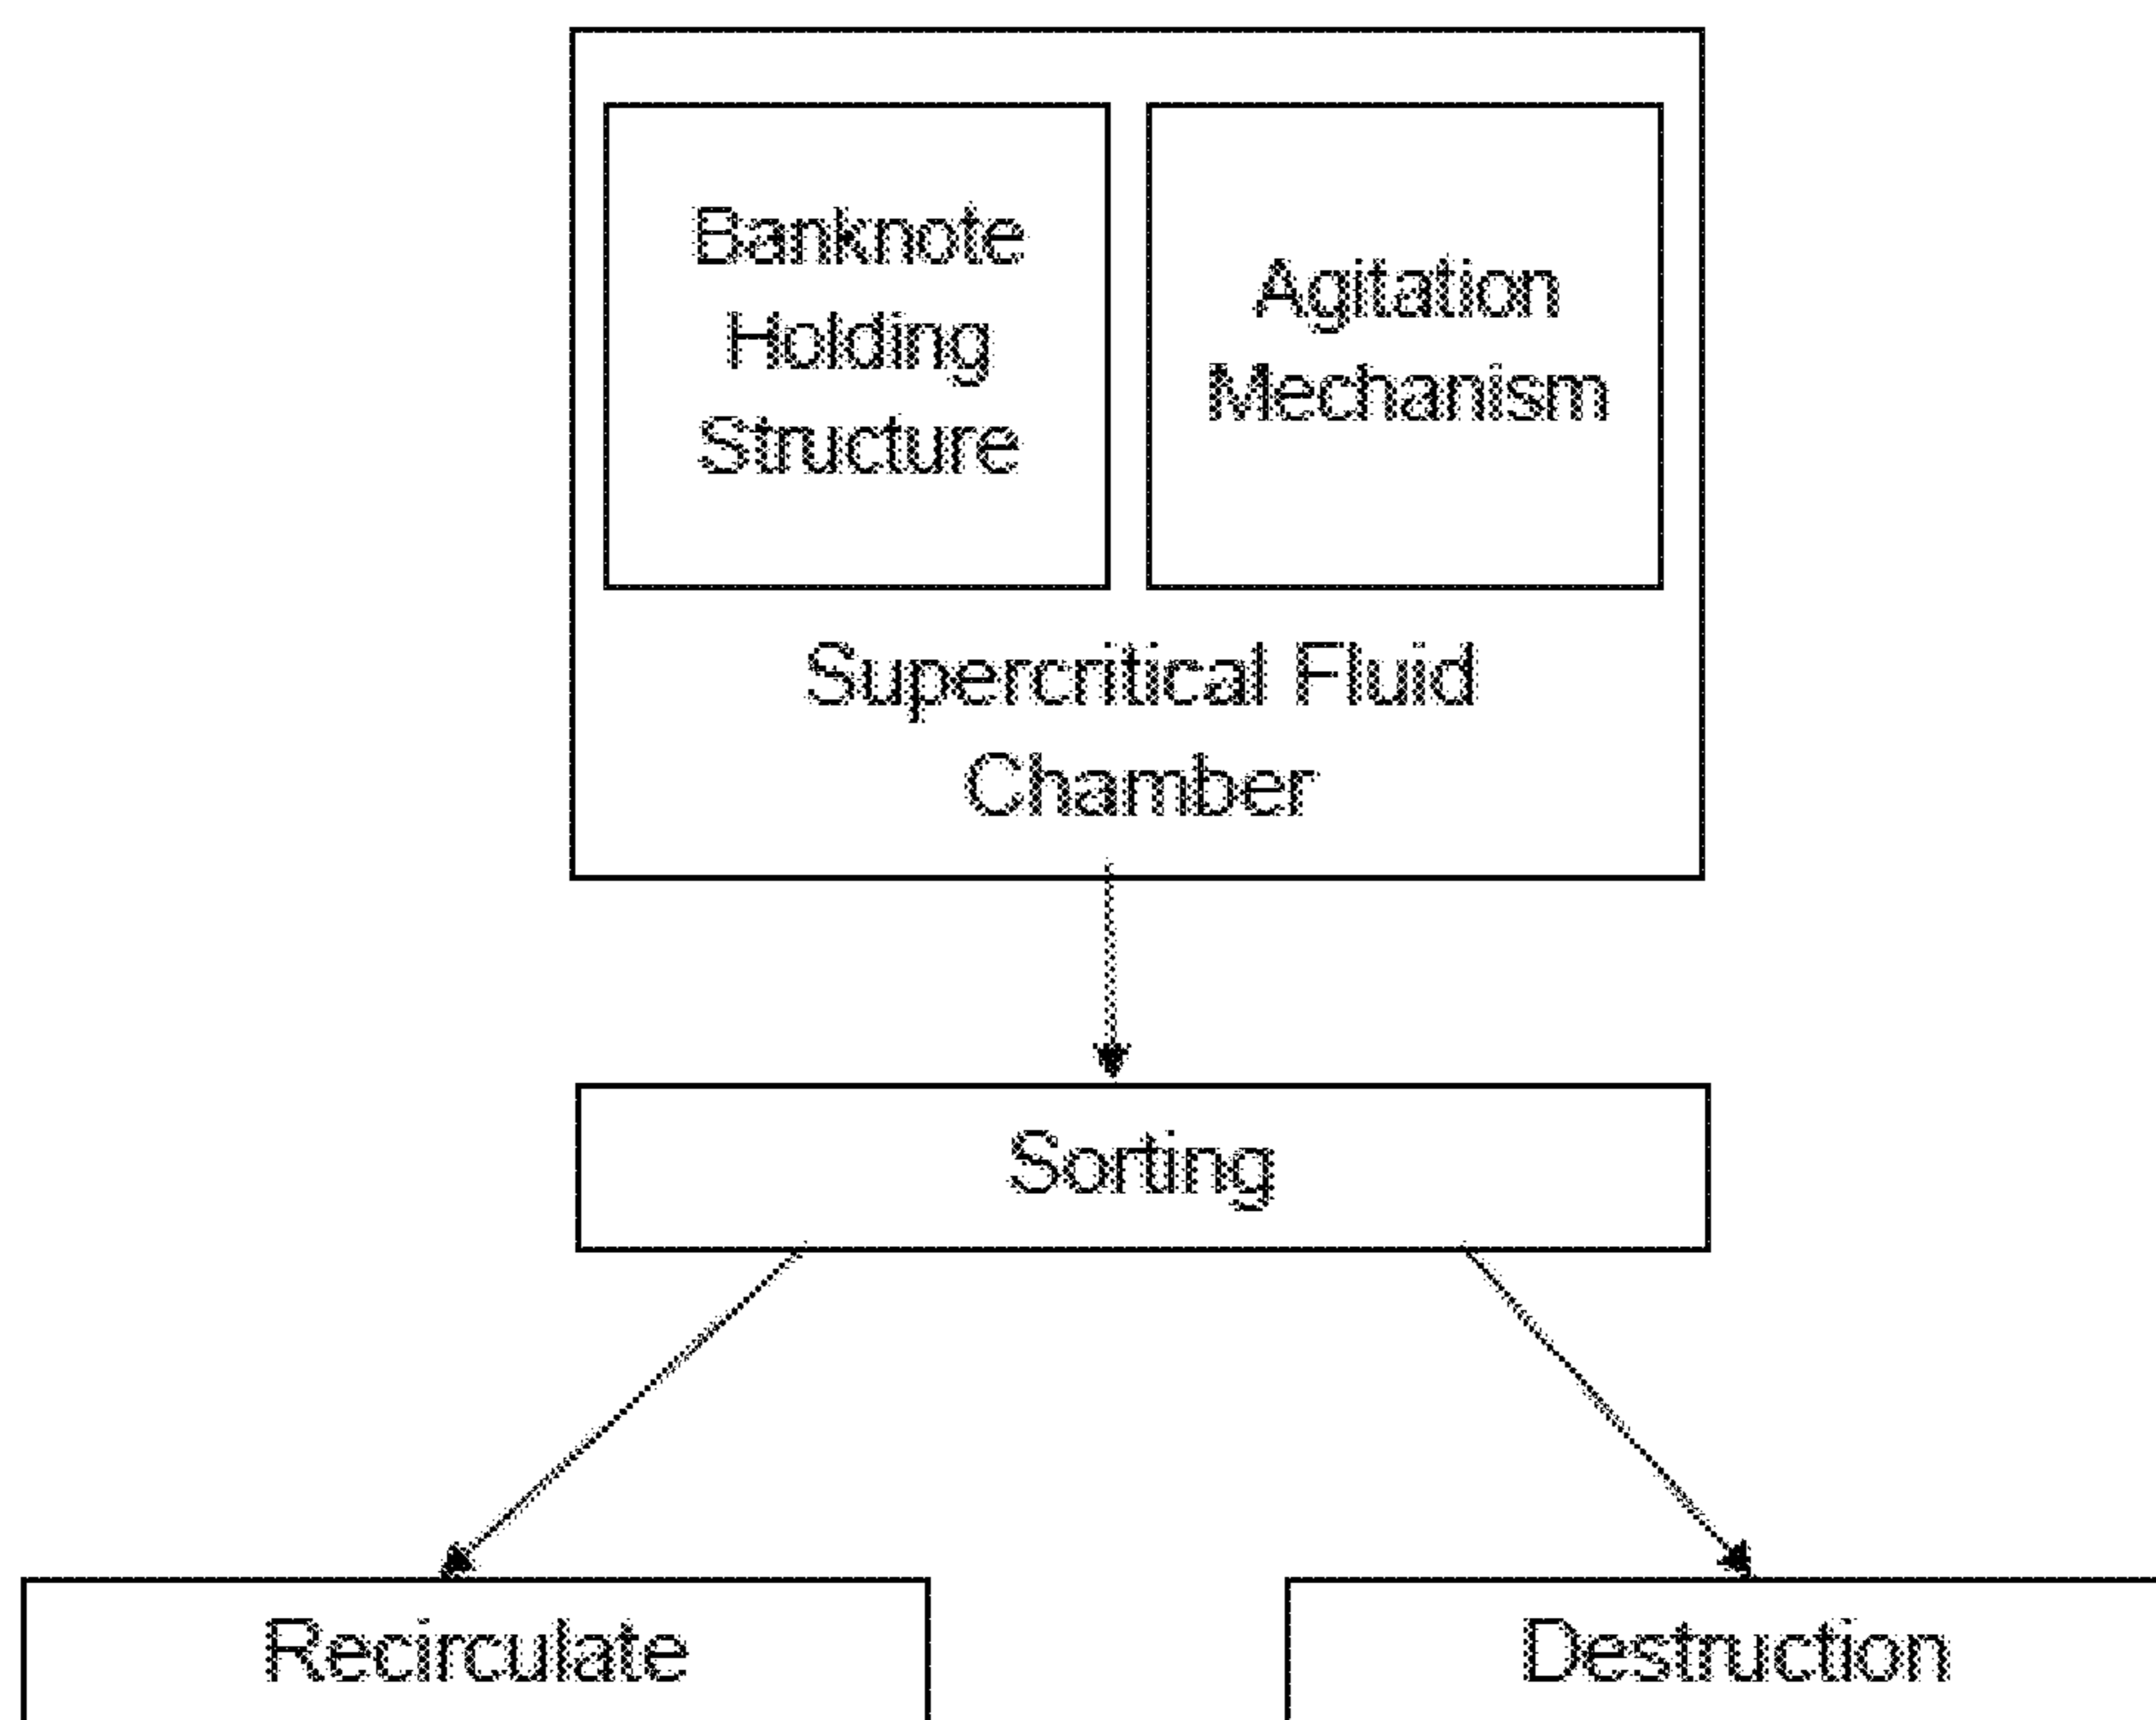 Banknote
Holding
Structure
Agitation
Mechanism
Supercritical Fluid
Chamber
Sorting
Recirculate
Destruction